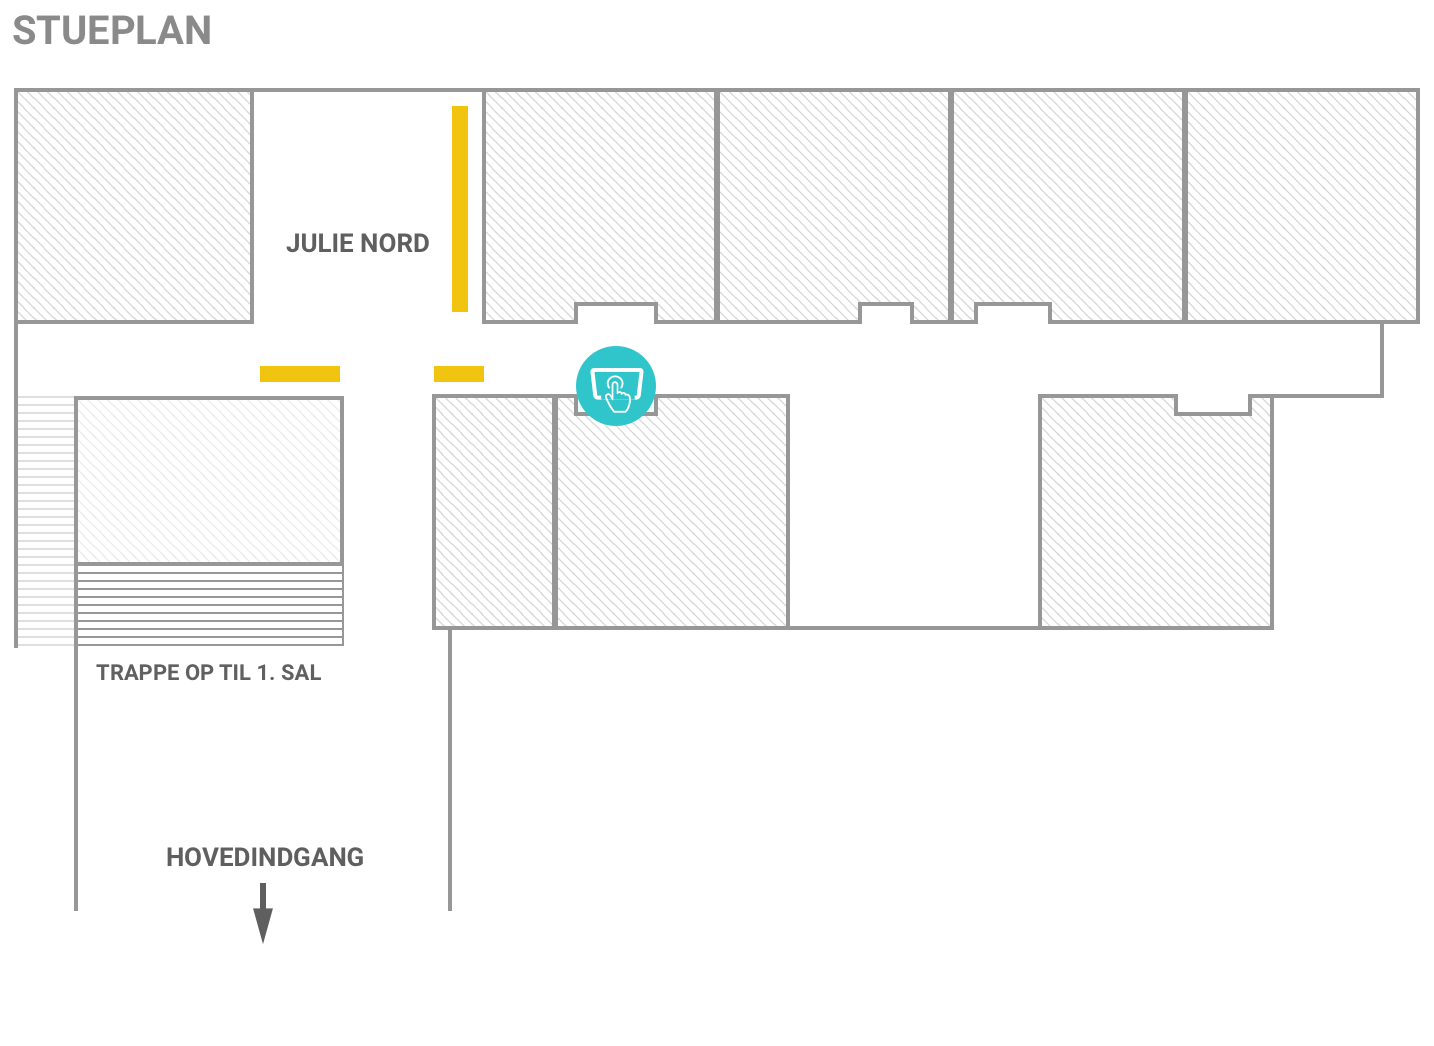 STUEPLAN
JULIE NORD
TRAPPE OP TIL 1. SAL
HOVEDINDGANG